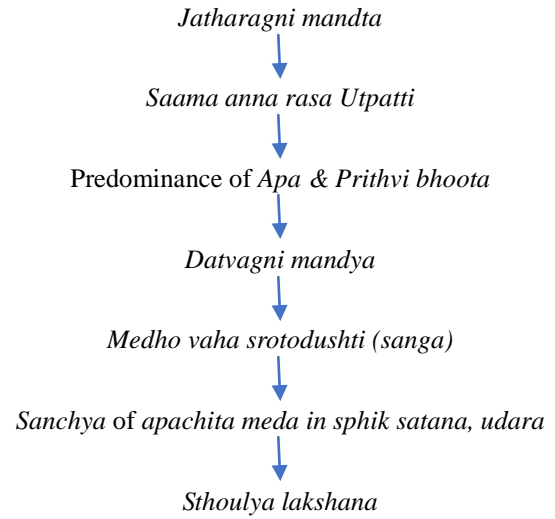 Jatharagni mandta
Saama anna rasa Utpatti
Predominance of Apa & Prithvi bhoota
Datvagni mandya
Medho vaha srotodushti (sanga)
Sanchya of apachita meda in sphik satana, udara
Sthoulya lakshana